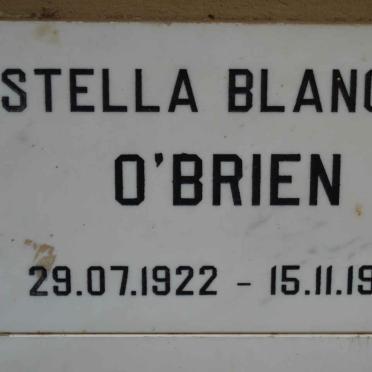 STELLA BLANC
O'BRIEN
29.07.1922 - 15.11.19